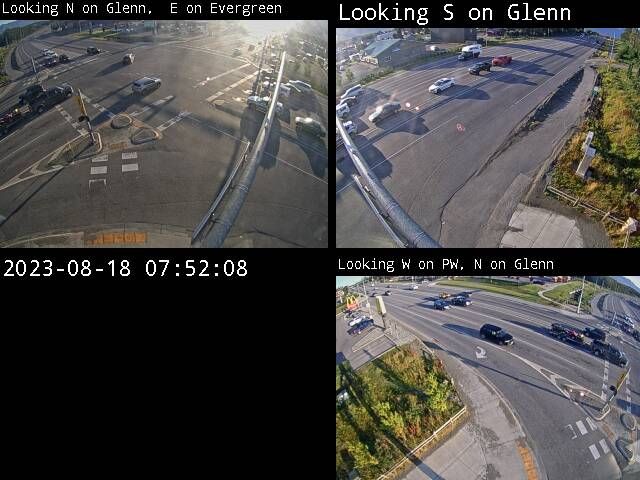 Looking N on Glenn,  E on Evergreen
Looking S on Glenn
2023-08-18 07:52:08
Looking W on PW, N on Glenn